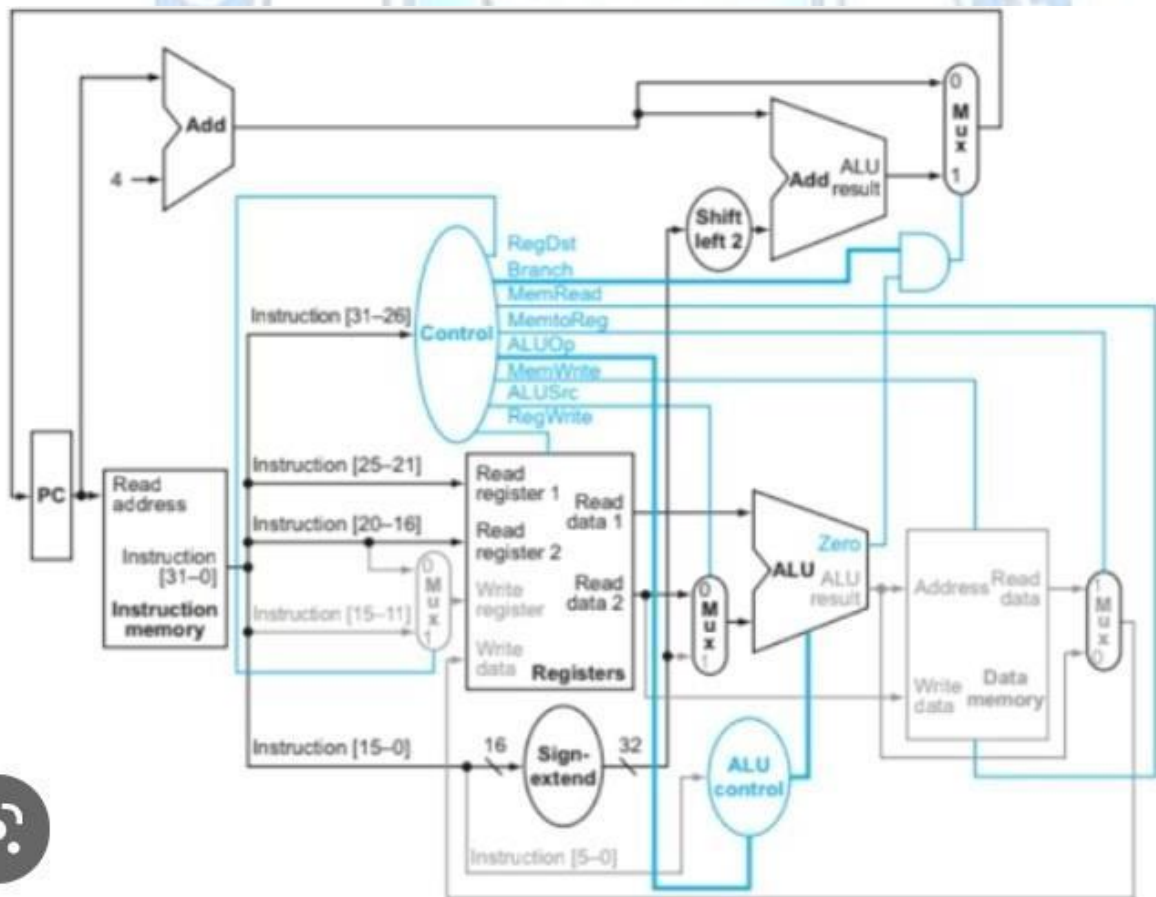 0
M
u
x
1
Add
4
Add
ALU
result
Shift
left 2
RegDst
Branch
MemRead
MemtoReg
ALUOp
MemWrite
ALUSrc
RegWrite
Control
Instruction [31–26]
Instruction [25–21]
Instruction [20–16]
Instruction [15–11]
Instruction [15–0]
Instruction [5–0]
PC
Read
address
Instruction
[31–0]
Instruction
memory
0
M
u
x
1
Read
register 1
Read
register 2
Write
register
Write
data
Read
data 1
Read
data 2
Registers
0
M
u
x
1
Zero
ALU
ALU
result
Address
Read
data
Write
data
Data
memory
1
M
u
x
0
16
Sign-
extend
32
ALU
control